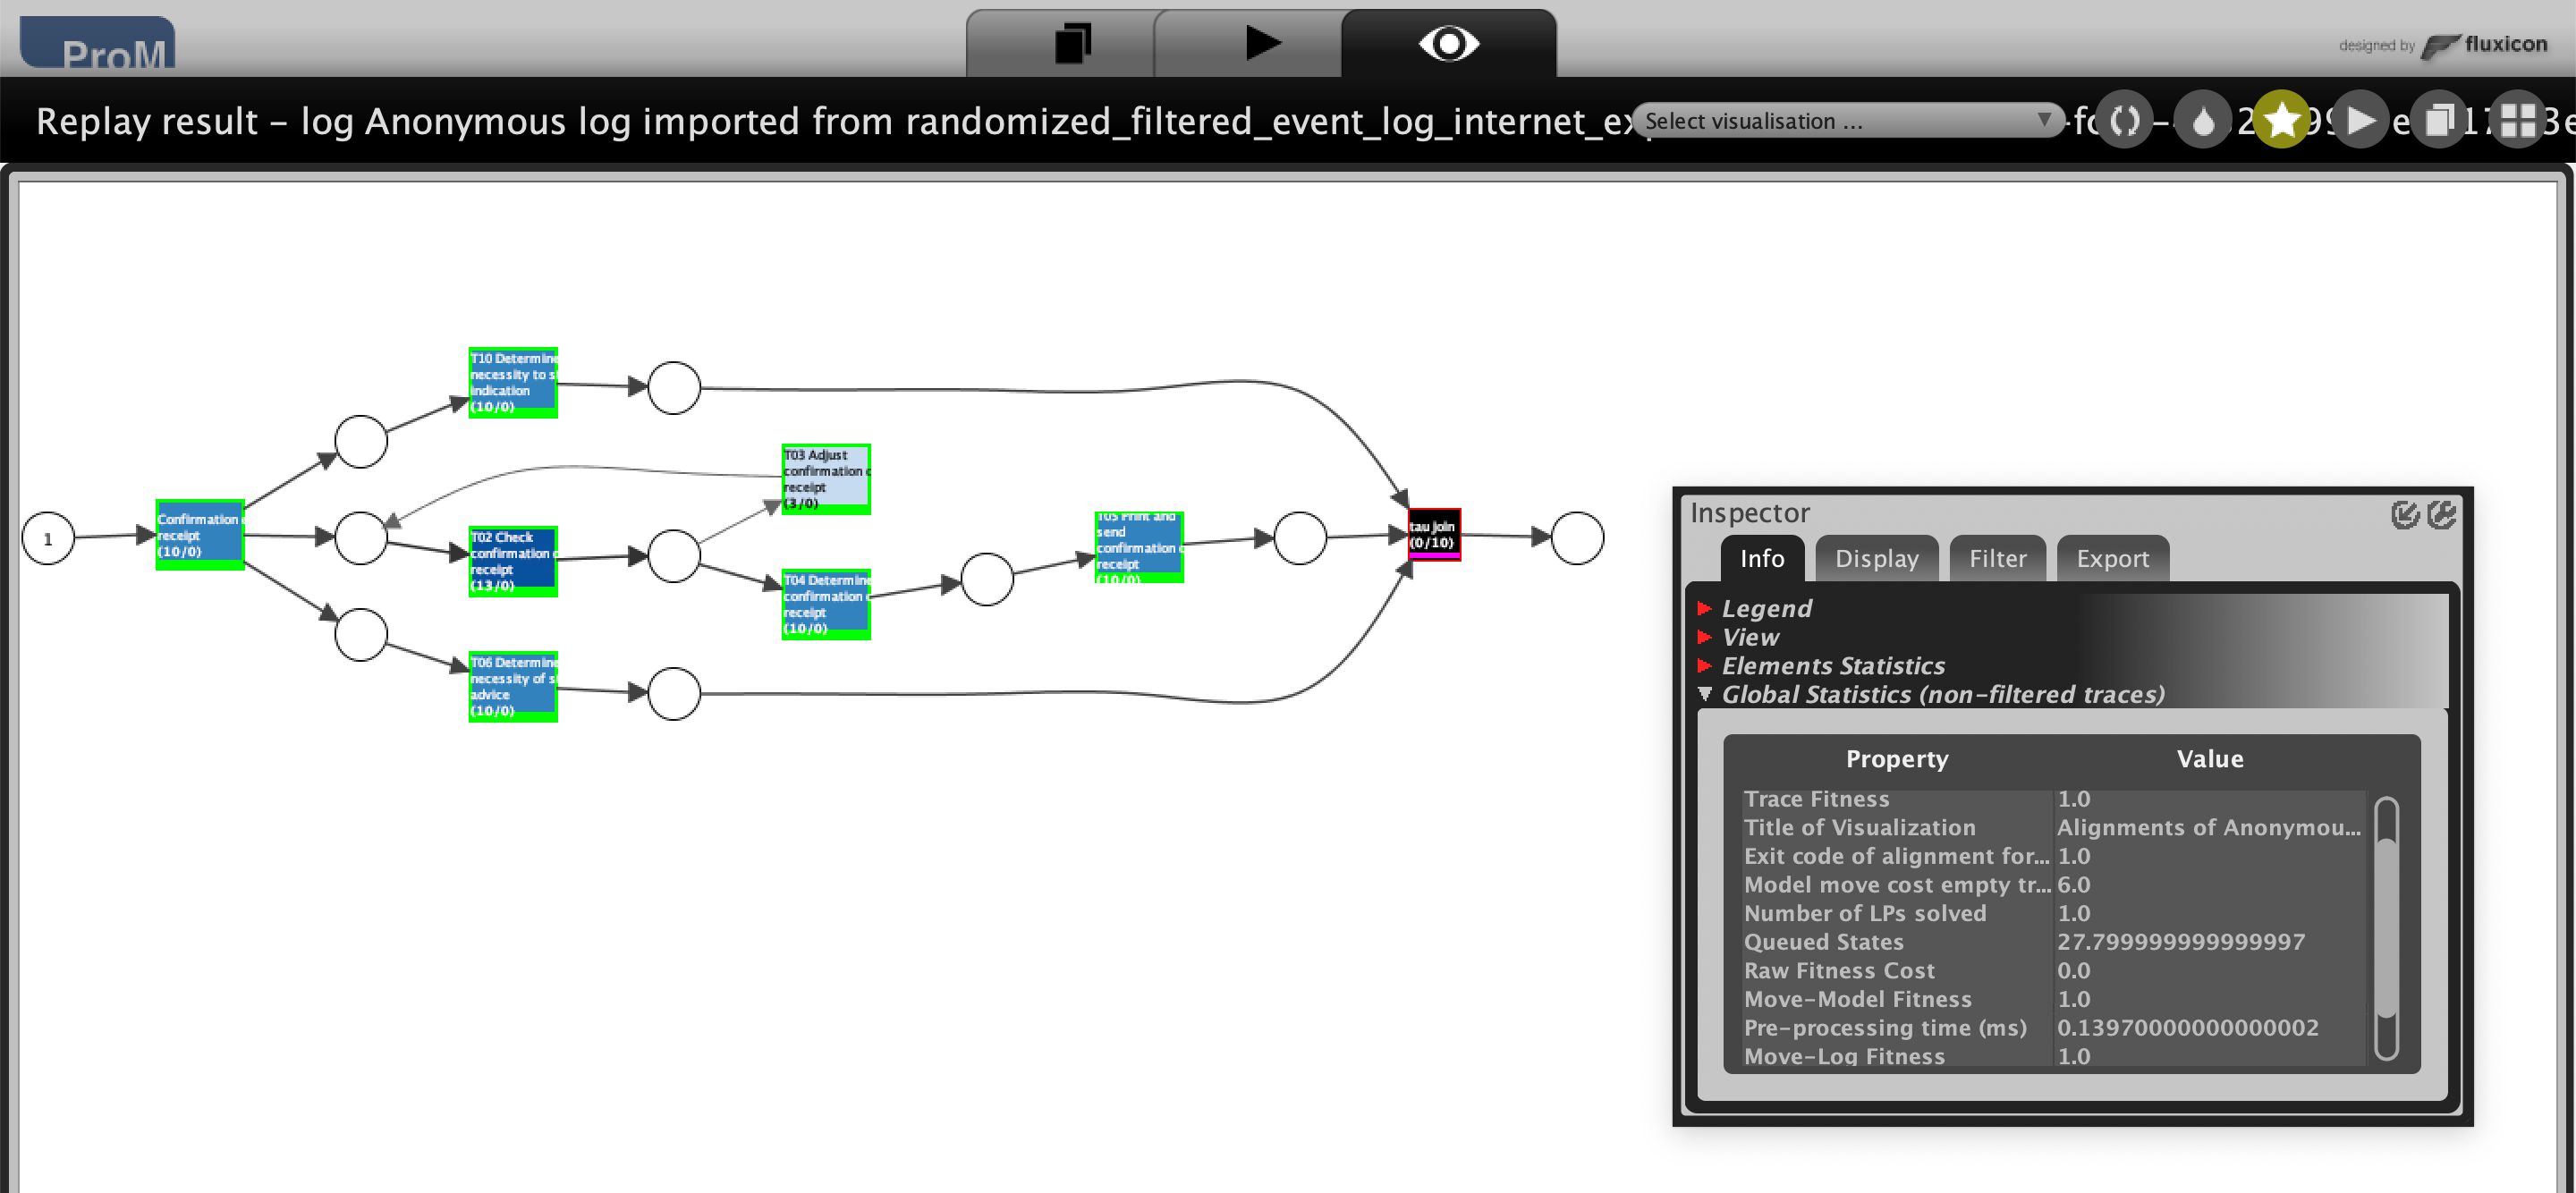 ProM
designed by fluxicon
Replay result – log Anonymous log imported from randomized_filtered_event_log_internet_ex
Select visualisation ...
T10 Determine
necessity to s
indication
(10/0)
T03 Adjust
confirmation o
receipt
(3/0)
1
Confirmation o
receipt
(10/0)
T02 Check
confirmation o
receipt
(13/0)
T04 Determine
confirmation o
receipt
(10/0)
T05 Print and
send
confirmation o
receipt
(10/0)
tau join
(0/10)
T06 Determine
necessity of s
advice
(10/0)
Inspector
Info Display Filter Export
Legend
View
Elements Statistics
Global Statistics (non-filtered traces)
Property Value
Trace Fitness 1.0
Title of Visualization Alignments of Anonymou...
Exit code of alignment for... 1.0
Model move cost empty tr... 6.0
Number of LPs solved 1.0
Queued States 27.799999999999997
Raw Fitness Cost 0.0
Move-Model Fitness 1.0
Pre-processing time (ms) 0.13970000000000002
Move-Log Fitness 1.0